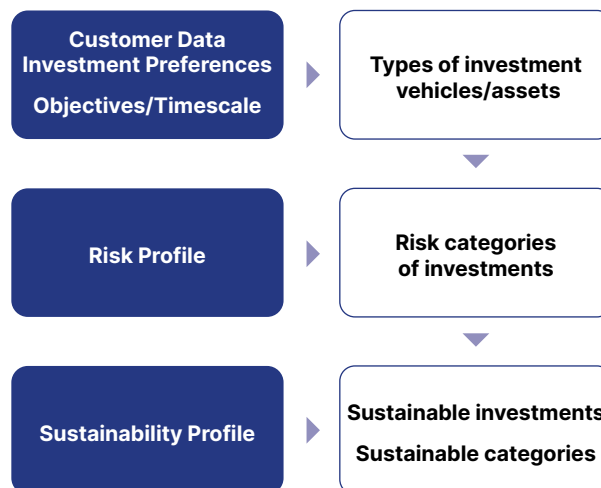 Customer Data
Investment Preferences
Objectives/Timescale
Types of investment
vehicles/assets
Risk Profile
Risk categories
of investments
Sustainability Profile
Sustainable investments
Sustainable categories